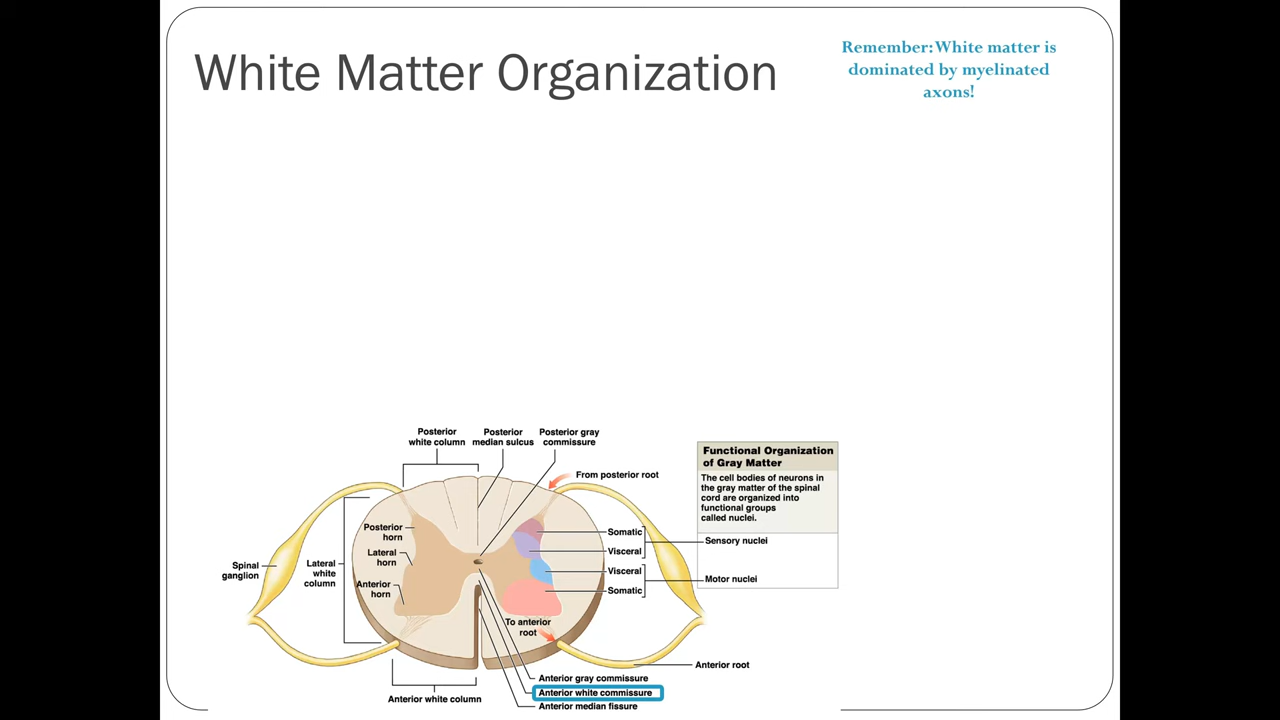 White Matter Organization
Remember: White matter is
dominated by myelinated
axons!
Posterior
white column
Posterior
median sulcus
Posterior gray
commissure
From posterior root
Functional Organization
of Gray Matter
The cell bodies of neurons in
the gray matter of the spinal
cord are organized into
functional groups
called nuclei.
Posterior
horn
Lateral
horn
Anterior
horn
Spinal
ganglion
Lateral
white
column
Somatic
Visceral
Visceral
Somatic
Sensory nuclei
Motor nuclei
To anterior
root
Anterior root
Anterior gray commissure
Anterior white commissure
Anterior median fissure
Anterior white column